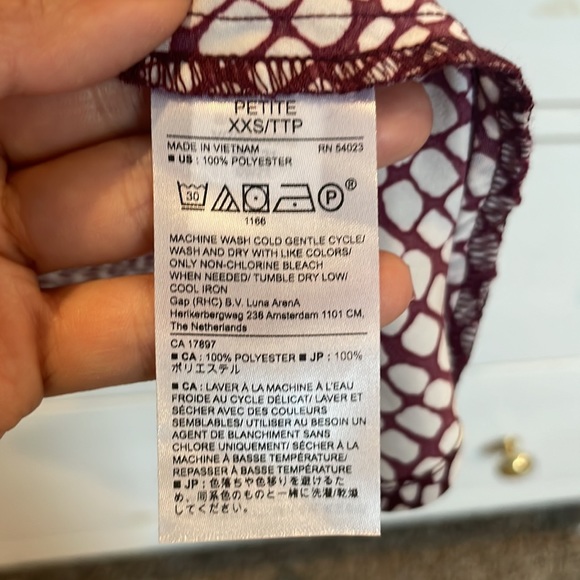 PETITE
XXS/TTP
MADE IN VIETNAM RN 54023
■ US : 100% POLYESTER
30 P ®
1166
MACHINE WASH COLD GENTLE CYCLE/
WASH AND DRY WITH LIKE COLORS/
ONLY NON-CHLORINE BLEACH
WHEN NEEDED/ TUMBLE DRY LOW/
COOL IRON
Gap (RHC) B.V. Luna ArenA
Herikerbergweg 238 Amsterdam 1101 CM,
The Netherlands
CA 17897
■ CA : 100% POLYESTER ■ JP : 100%
ポリエステル
■ CA : LAVER À LA MACHINE À L'EAU
FROIDE AU CYCLE DÉLICAT/ LAVER ET
SÉCHER AVEC DES COULEURS
SEMBLABLES/ UTILISER AU BESOIN UN
AGENT DE BLANCHIMENT SANS
CHLORE UNIQUEMENT/ SÉCHER À LA
MACHINE À BASSE TEMPÉRATURE/
REPASSER À BASSE TEMPÉRATURE
■ JP : 色落ちや色移りを避けるた
め、同系色のものと一緒に洗濯/乾燥
してください。